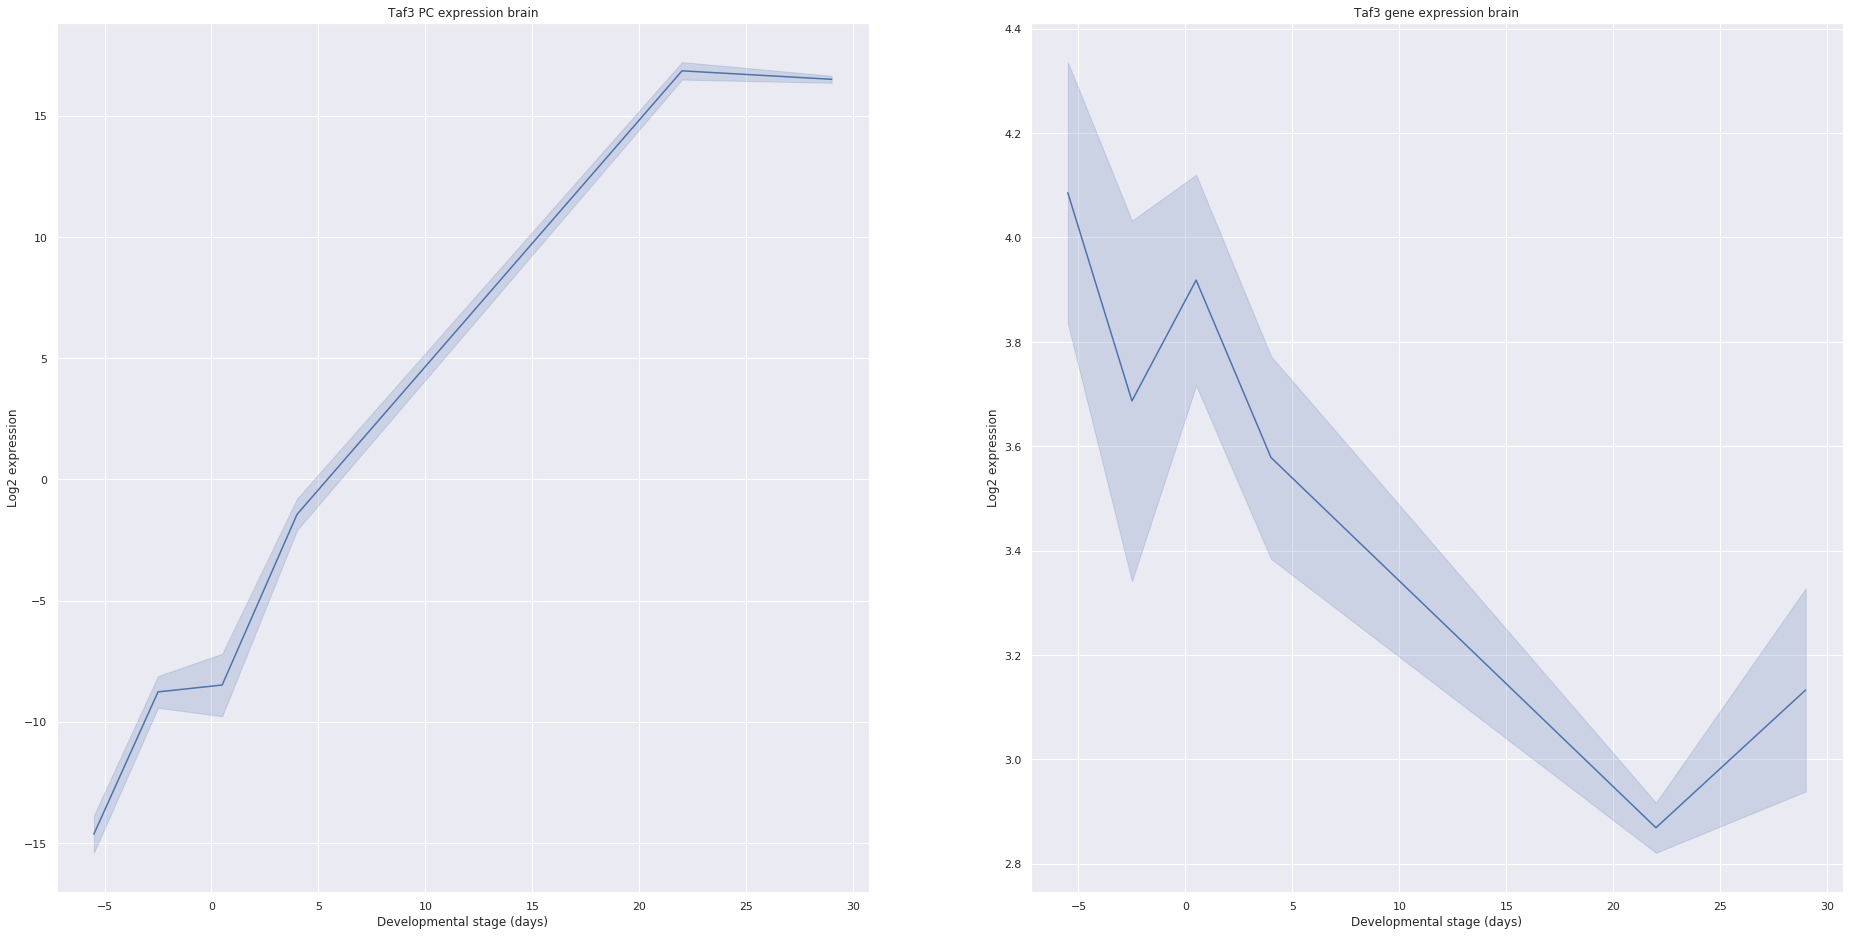 Taf3 PC expression brain
Log2 expression
15
10
5
0
−5
−10
−15
−5 0 5 10 15 20 25 30
Developmental stage (days)
Taf3 gene expression brain
Log2 expression
4.4
4.2
4.0
3.8
3.6
3.4
3.2
3.0
2.8
−5 0 5 10 15 20 25 30
Developmental stage (days)